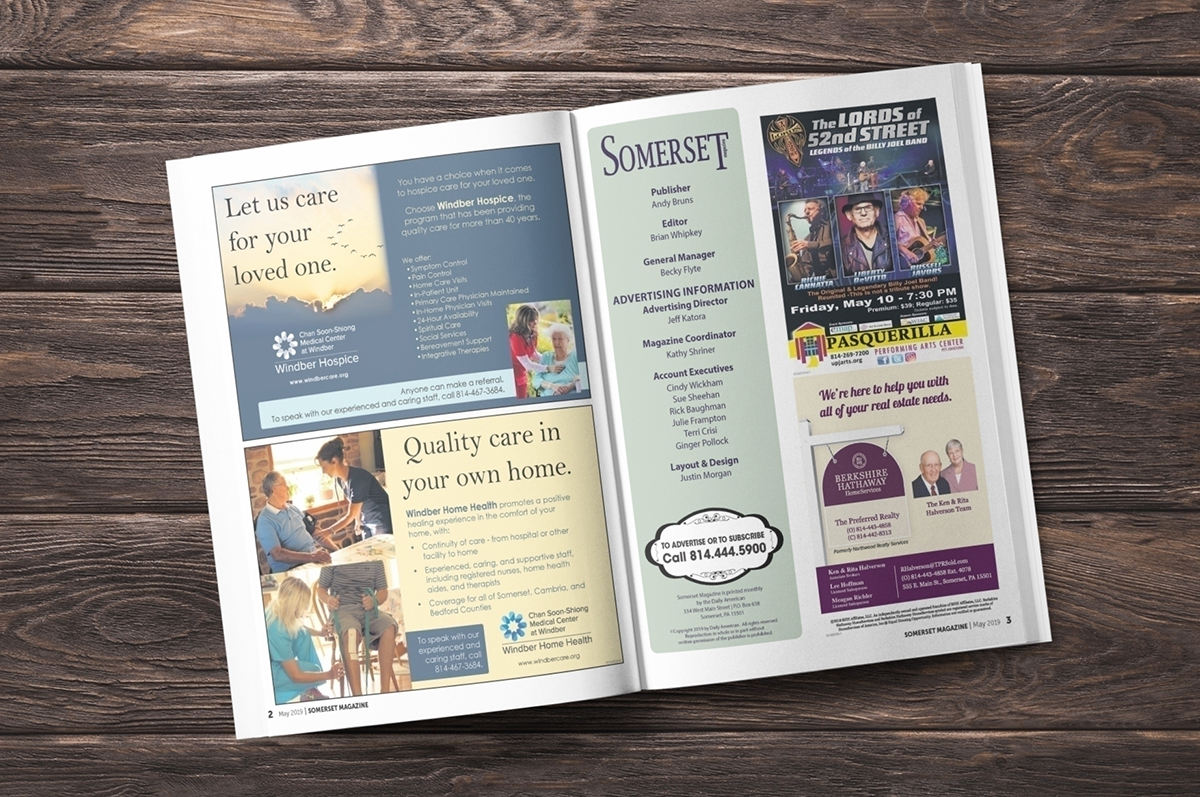 Let us care
for your
loved one.
You have a choice when it comes
to hospice care for your loved one.
Choose Windber Hospice, the
program that has been providing
quality care for more than 40 years.
We offer:
• Symptom Control
• Pain Control
• Home Care Visits
• In-Patient Unit
• Primary Care Physician Maintained
• In-Home Physician Visits
• 24-Hour Availability
• Spiritual Care
• Social Services
• Bereavement Support
• Integrative Therapies
Chan Soon-Shiong
Medical Center
at Windber
Windber Hospice
www.windbercare.org
Anyone can make a referral.
To speak with our experienced and caring staff, call 814-467-3684.
Quality care in
your own home.
Windber Home Health promotes a positive
healing experience in the comfort of your
home, with:
• Continuity of care - from hospital or other
facility to home
• Experienced, caring, and supportive staff,
including registered nurses, home health
aides, and therapists
• Coverage for all of Somerset, Cambria, and
Bedford Counties
To speak with our
experienced and
caring staff, call
814-467-3684.
Chan Soon-Shiong
Medical Center
at Windber
Windber Home Health
www.windbercare.org
2 May 2019 | SOMERSET MAGAZINE
SOMERSET
Publisher
Andy Bruns
Editor
Brian Whipkey
General Manager
Becky Flyte
ADVERTISING INFORMATION
Advertising Director
Jeff Katora
Magazine Coordinator
Kathy Shriner
Account Executives
Cindy Wickham
Sue Sheehan
Rick Baughman
Julie Frampton
Terri Crisi
Ginger Pollock
Layout & Design
Justin Morgan
TO ADVERTISE OR TO SUBSCRIBE
Call 814.444.5900
Somerset Magazine is printed monthly
by the Daily American
334 West Main Street | P.O. Box 638
Somerset, PA 15501
©Copyright 2019 by Daily American. All rights reserved.
Reproduction in whole or in part without
written permission of the publisher is prohibited.
The LORDS of
52nd STREET
LEGENDS of the BILLY JOEL BAND
RICHIE
CANNATA
LIBERTY
DeVITTO
RUSSELL
JAVORS
The Original & Legendary Billy Joel Band!
Reunited -This is not a tribute show.
Friday, May 10 - 7:30 PM
Premium: $39; Regular: $35
PASQUERILLA
PERFORMING ARTS CENTER
814-269-7200
upjarts.org
We're here to help you with
all of your real estate needs.
BERKSHIRE
HATHAWAY
HomeServices
The Preferred Realty
(O) 814-443-4858
(C) 814-442-8313
Formerly Northwood Realty Services
The Ken & Rita
Halverson Team
Ken & Rita Halverson
Associate Brokers
Lee Hoffman
Licensed Salesperson
Meagan Richler
Licensed Salesperson
RHalverson@TPRSold.com
(O) 814-443-4858 Ext. 4078
555 E. Main St., Somerset, PA 15501
SOMERSET MAGAZINE | May 2019 3